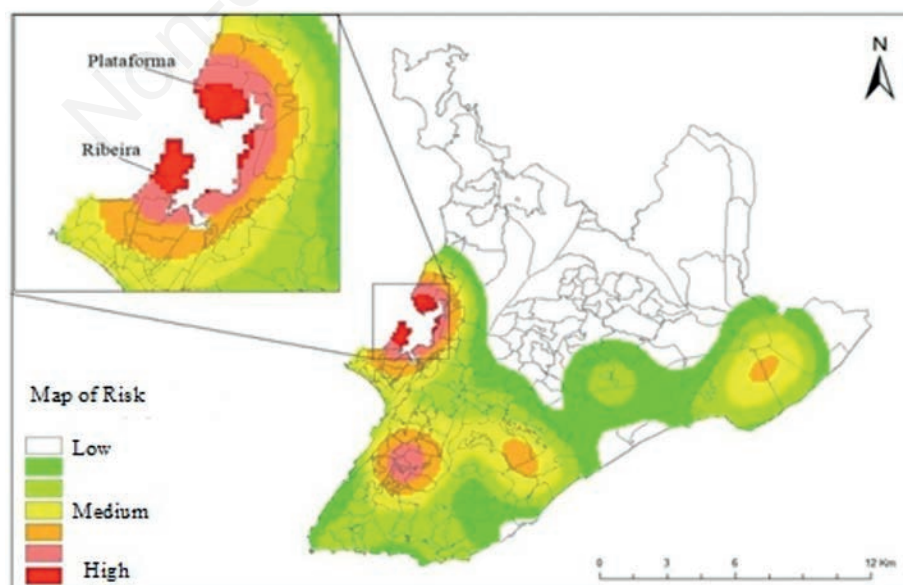 Plataforma
Ribeira
N
Map of Risk
Low
Medium
High
0 3 6 12 Km